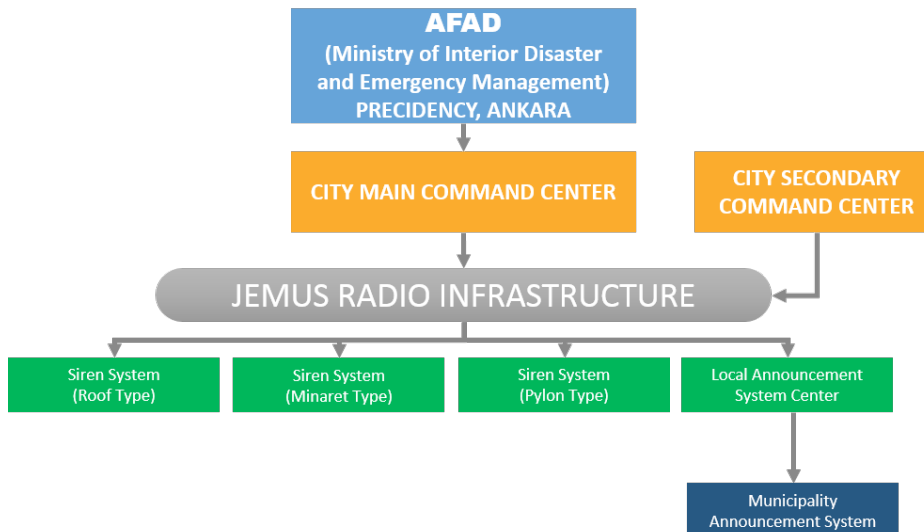 AFAD
(Ministry of Interior Disaster
and Emergency Management)
PRECIDENCY, ANKARA
CITY MAIN COMMAND CENTER
CITY SECONDARY
COMMAND CENTER
JEMUS RADIO INFRASTRUCTURE
Siren System
(Roof Type)
Siren System
(Minaret Type)
Siren System
(Pylon Type)
Local Announcement
System Center
Municipality
Announcement System